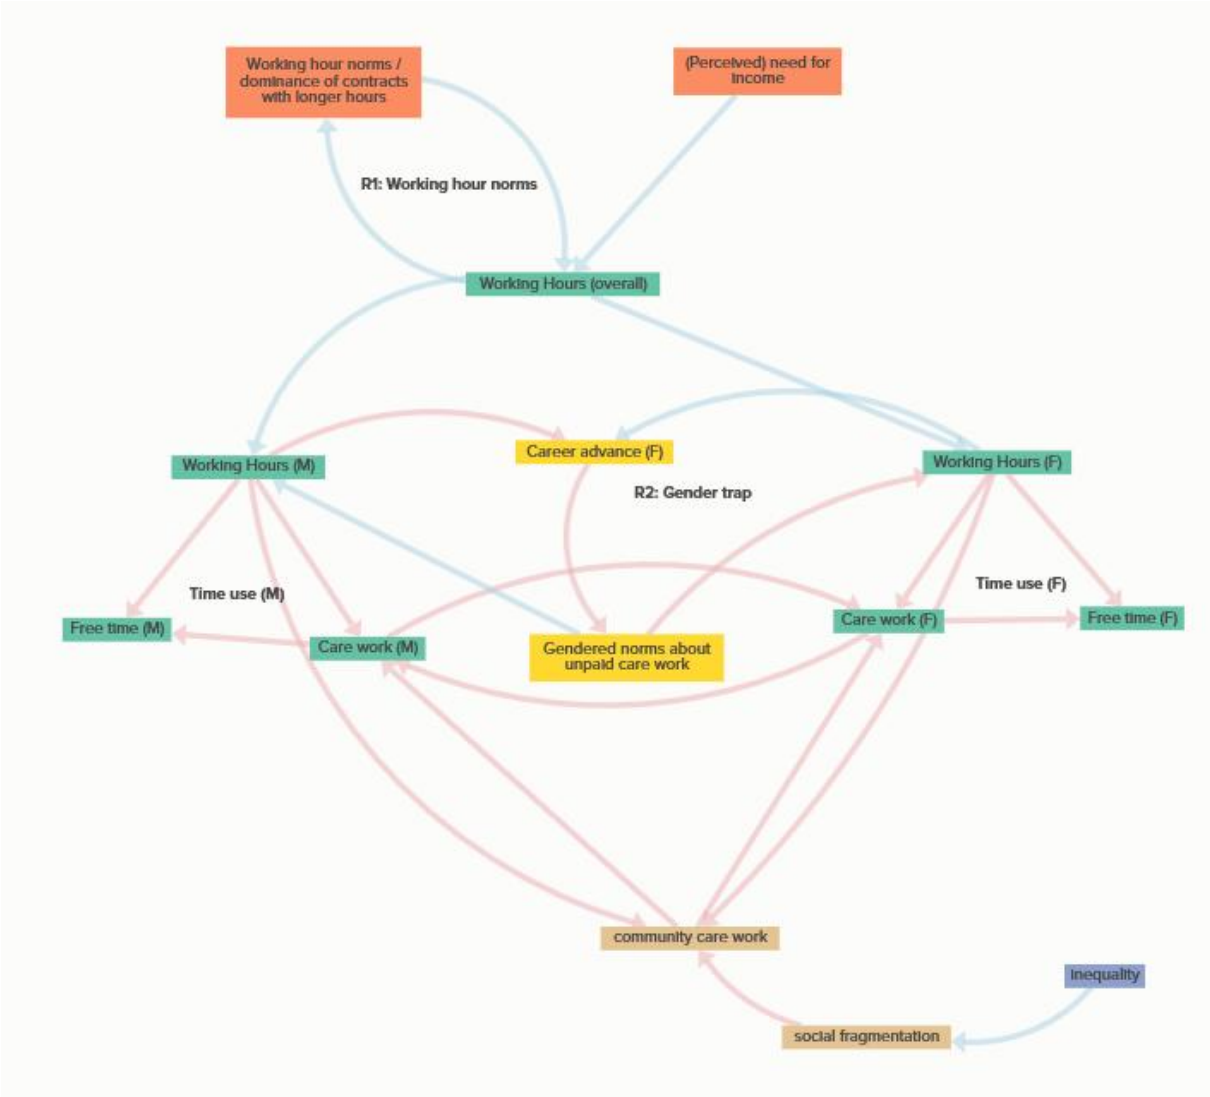 Working hour norms /
dominance of contracts
with longer hours
(Perceived) need for
income
R1: Working hour norms
Working Hours (overall)
Working Hours (M)
Career advance (F)
Working Hours (F)
R2: Gender trap
Time use (M)
Time use (F)
Free time (M)
Care work (M)
Gendered norms about
unpaid care work
Care work (F)
Free time (F)
community care work
inequality
social fragmentation